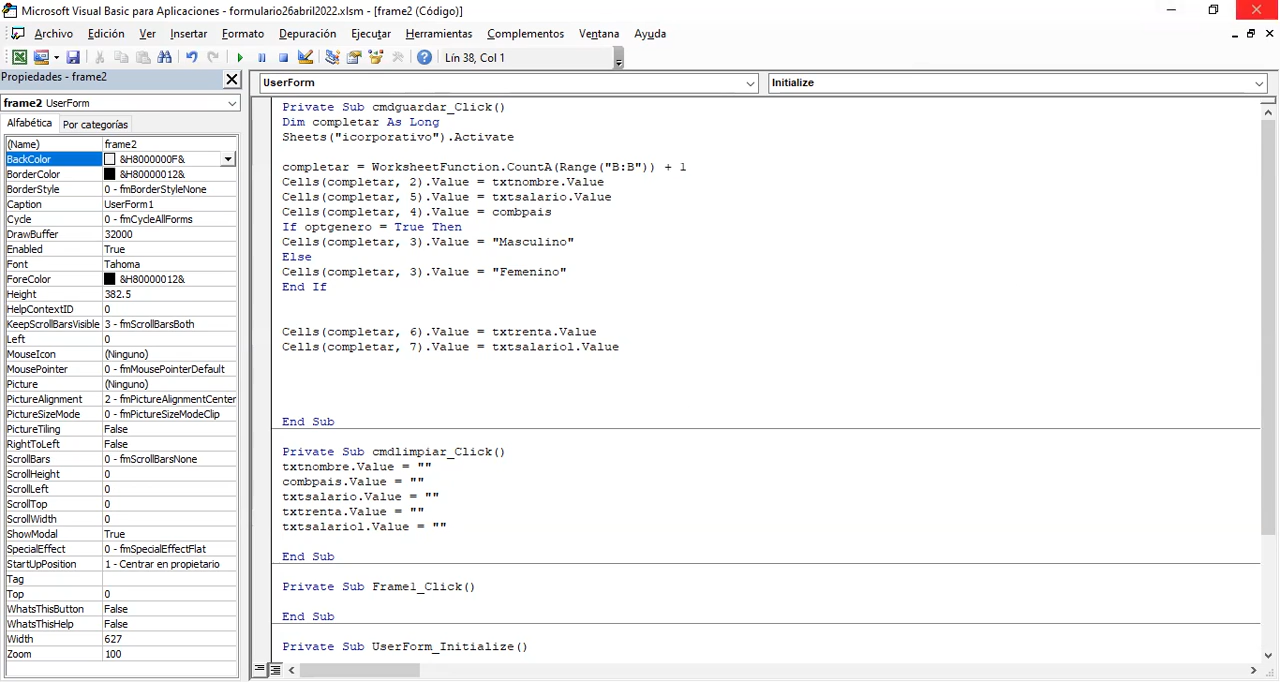 Microsoft Visual Basic para Aplicaciones - formulario26abril2022.xlsm - [frame2 (Código)]
Archivo Edición Ver Insertar Formato Depuración Ejecutar Herramientas Complementos Ventana Ayuda
Lín 38, Col 1
Propiedades - frame2
frame2 UserForm
Alfabética Por categorías
(Name) frame2
BackColor &H8000000F&
BorderColor &H80000012&
BorderStyle 0 - fmBorderStyleNone
Caption UserForm1
Cycle 0 - fmCycleAllForms
DrawBuffer 32000
Enabled True
Font Tahoma
ForeColor &H80000012&
Height 382.5
HelpContextID 0
KeepScrollBarsVisible 3 - fmScrollBarsBoth
Left 0
MouseIcon (Ninguno)
MousePointer 0 - fmMousePointerDefault
Picture (Ninguno)
PictureAlignment 2 - fmPictureAlignmentCenter
PictureSizeMode 0 - fmPictureSizeModeClip
PictureTiling False
RightToLeft False
ScrollBars 0 - fmScrollBarsNone
ScrollHeight 0
ScrollLeft 0
ScrollTop 0
ScrollWidth 0
ShowModal True
SpecialEffect 0 - fmSpecialEffectFlat
StartUpPosition 1 - Centrar en propietario
Tag
Top 0
WhatsThisButton False
WhatsThisHelp False
Width 627
Zoom 100
UserForm Initialize
Private Sub cmdguardar_Click()
Dim completar As Long
Sheets("icorporativo").Activate
completar = WorksheetFunction.CountA(Range("B:B")) + 1
Cells(completar, 2).Value = txtnombre.Value
Cells(completar, 5).Value = txtsalario.Value
Cells(completar, 4).Value = combpais
If optgenero = True Then
Cells(completar, 3).Value = "Masculino"
Else
Cells(completar, 3).Value = "Femenino"
End If
Cells(completar, 6).Value = txtrenta.Value
Cells(completar, 7).Value = txtsalariol.Value
End Sub
Private Sub cmdlimpiar_Click()
txtnombre.Value = ""
combpais.Value = ""
txtsalario.Value = ""
txtrenta.Value = ""
txtsalariol.Value = ""
End Sub
Private Sub Frame1_Click()
End Sub
Private Sub UserForm_Initialize()